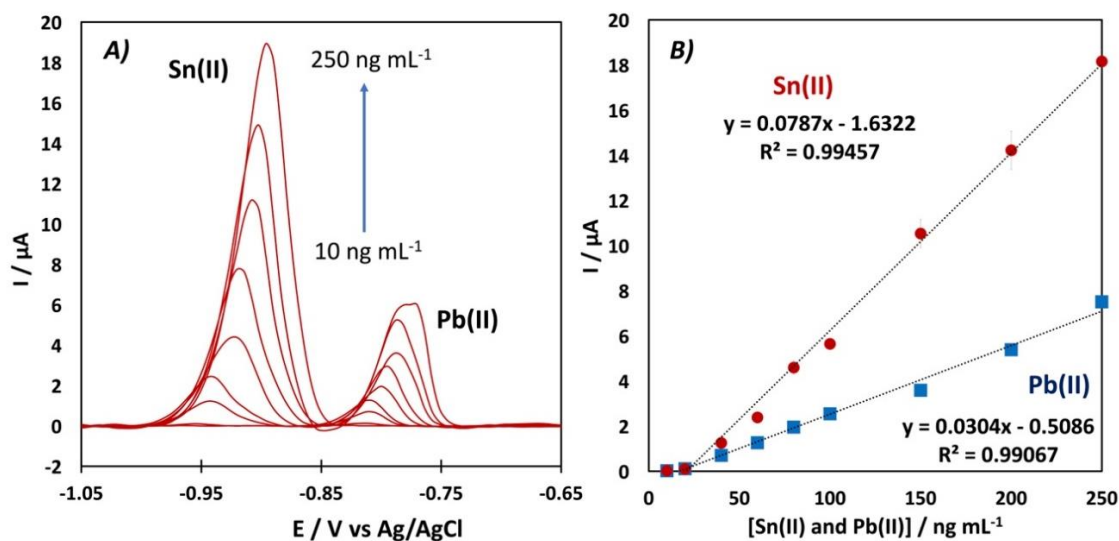 A)
Sn(II)
250 ng mL⁻¹
10 ng mL⁻¹
Pb(II)
I / µA
20
18
16
14
12
10
8
6
4
2
0
-2
-1.05
-0.95
-0.85
-0.75
-0.65
E / V vs Ag/AgCl
B)
Sn(II)
y = 0.0787x - 1.6322
R² = 0.99457
Pb(II)
y = 0.0304x - 0.5086
R² = 0.99067
I / µA
20
18
16
14
12
10
8
6
4
2
0
0
50
100
150
200
250
[Sn(II) and Pb(II)] / ng mL⁻¹